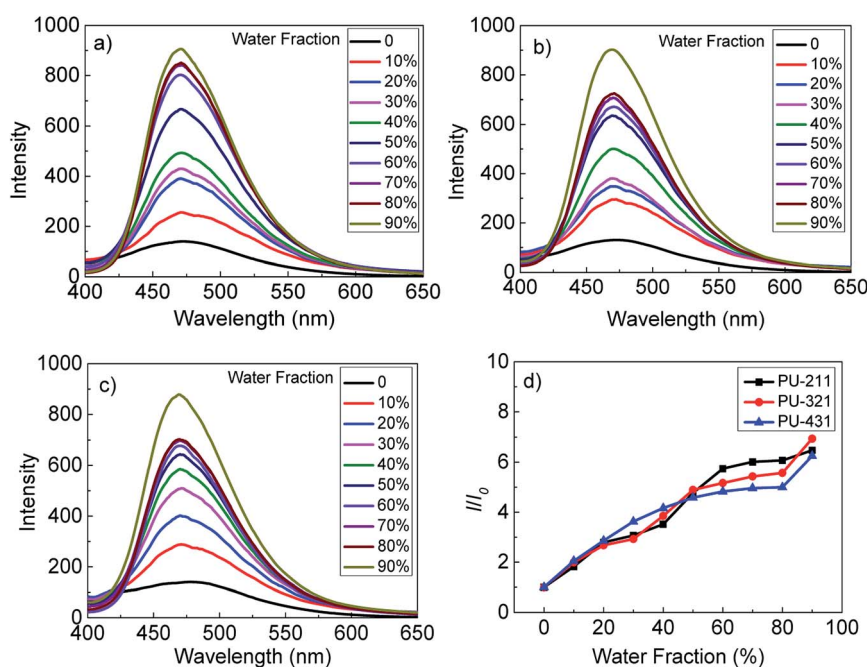 a)
Water Fraction
0
10%
20%
30%
40%
50%
60%
70%
80%
90%
1000
800
600
400
200
0
Intensity
400 450 500 550 600 650
Wavelength (nm)
b)
Water Fraction
0
10%
20%
30%
40%
50%
60%
70%
80%
90%
1000
800
600
400
200
0
Intensity
400 450 500 550 600 650
Wavelength (nm)
c)
Water Fraction
0
10%
20%
30%
40%
50%
60%
70%
80%
90%
1000
800
600
400
200
0
Intensity
400 450 500 550 600 650
Wavelength (nm)
d)
PU-211
PU-321
PU-431
10
8
6
4
2
0
I/I0
0 20 40 60 80 100
Water Fraction (%)